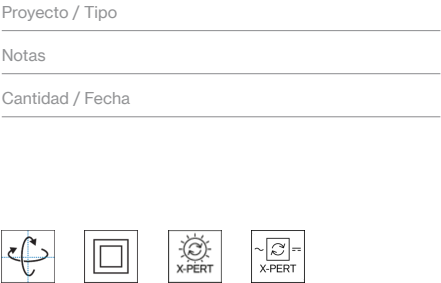 Proyecto / Tipo
Notas
Cantidad / Fecha
X-PERT
X-PERT